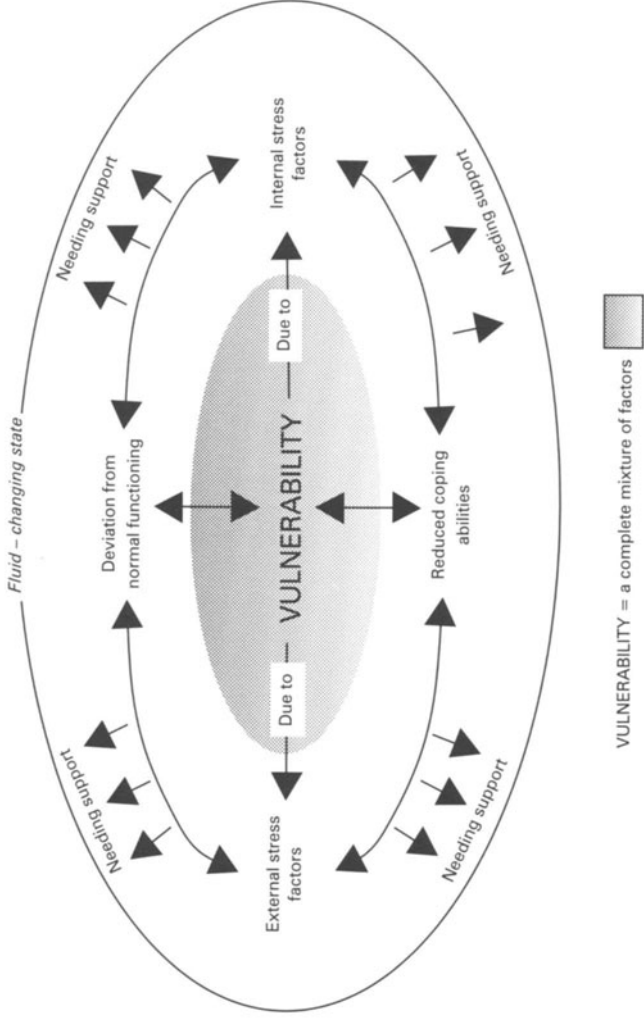 Fluid – changing state
Needing support
Needing support
Deviation from
normal functioning
External stress
factors
Due to
VULNERABILITY
Due to
Internal stress
factors
Reduced coping
abilities
Needing support
Needing support
VULNERABILITY = a complete mixture of factors